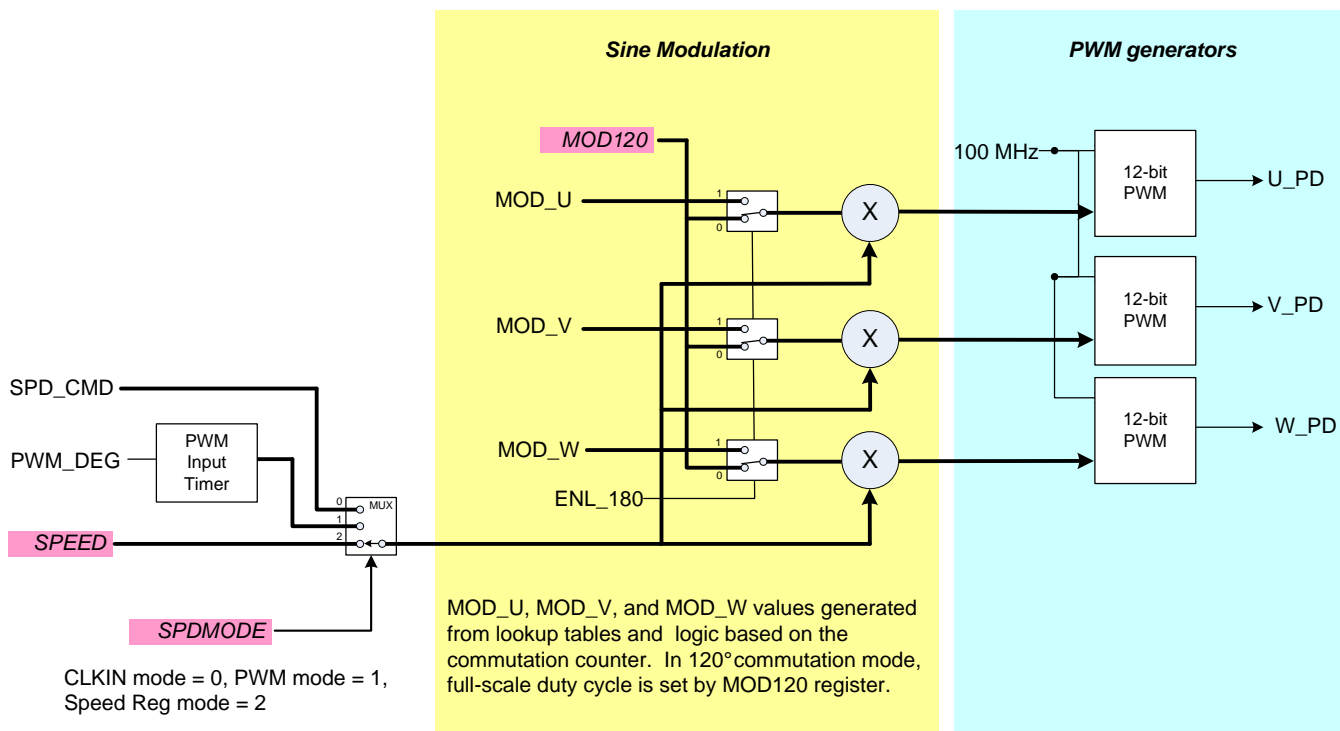 Sine Modulation
PWM generators
MOD120
100 MHz
12-bit
PWM
U_PD
MOD_U
1
0
X
12-bit
PWM
V_PD
MOD_V
1
0
X
SPD_CMD
12-bit
PWM
W_PD
PWM_DEG
PWM
Input
Timer
MOD_W
1
0
X
ENL_180
MUX
0
1
2
SPEED
SPDMODE
CLKIN mode = 0, PWM mode = 1,
Speed Reg mode = 2
MOD_U, MOD_V, and MOD_W values generated
from lookup tables and logic based on the
commutation counter. In 120° commutation mode,
full-scale duty cycle is set by MOD120 register.